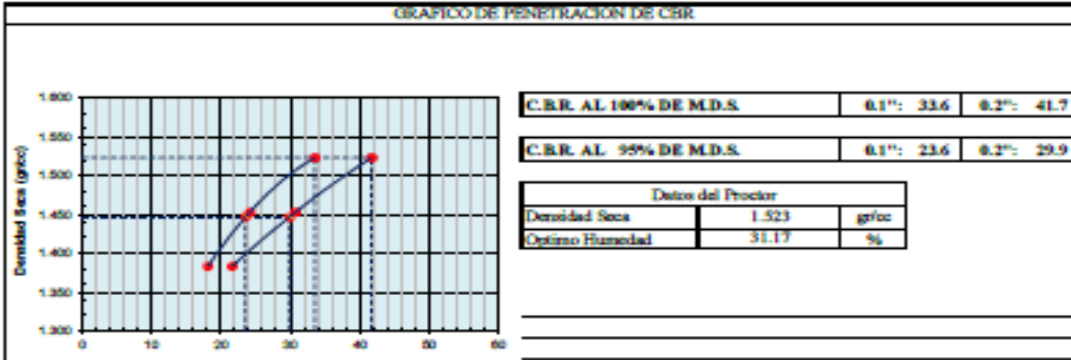 GRAFICO DE PENETRACION DE CBR
1.600
1.550
1.500
1.450
1.400
1.350
1.300
Densidad Seca (gr/cc)
0 10 20 30 40 50 60
C.B.R. AL 100% DE M.D.S. 0.1": 33.6 0.2": 41.7
C.B.R. AL 95% DE M.D.S. 0.1": 23.6 0.2": 29.9
Datos del Proctor
Densidad Seca 1.523 gr/cc
Optimo Humedad 31.17 %